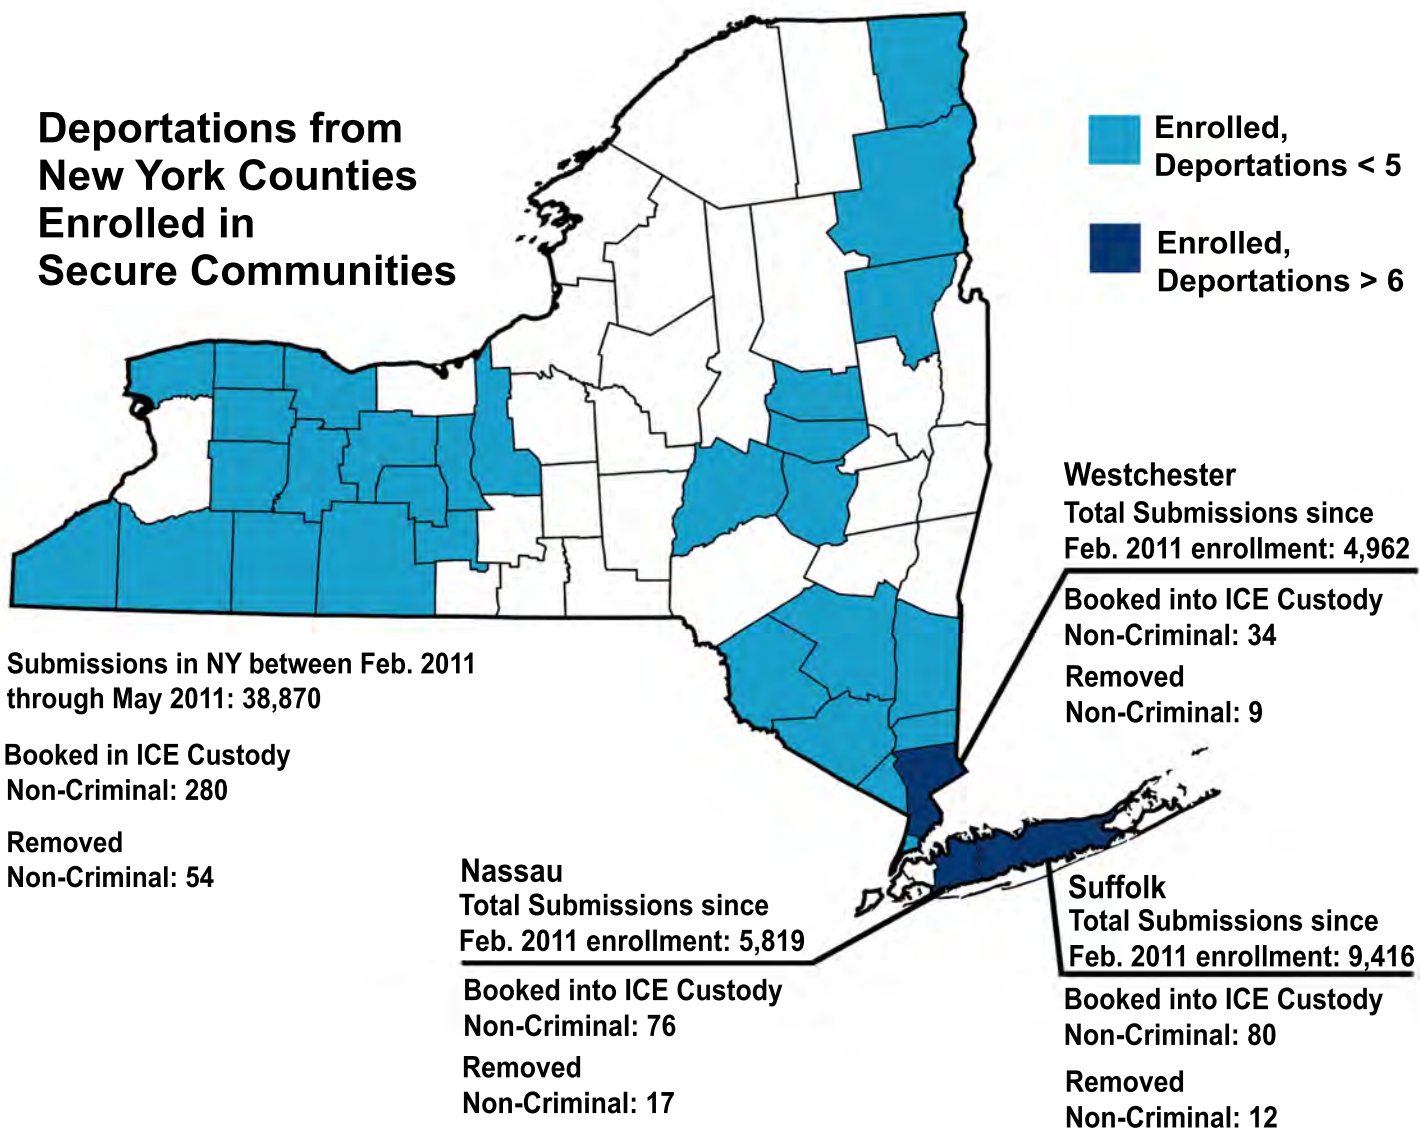 Deportations from
New York Counties
Enrolled in
Secure Communities
Enrolled,
Deportations < 5
Enrolled,
Deportations > 6
Westchester
Total Submissions since
Feb. 2011 enrollment: 4,962
Booked into ICE Custody
Non-Criminal: 34
Removed
Non-Criminal: 9
Submissions in NY between Feb. 2011
through May 2011: 38,870
Booked in ICE Custody
Non-Criminal: 280
Removed
Non-Criminal: 54
Nassau
Total Submissions since
Feb. 2011 enrollment: 5,819
Booked into ICE Custody
Non-Criminal: 76
Removed
Non-Criminal: 17
Suffolk
Total Submissions since
Feb. 2011 enrollment: 9,416
Booked into ICE Custody
Non-Criminal: 80
Removed
Non-Criminal: 12